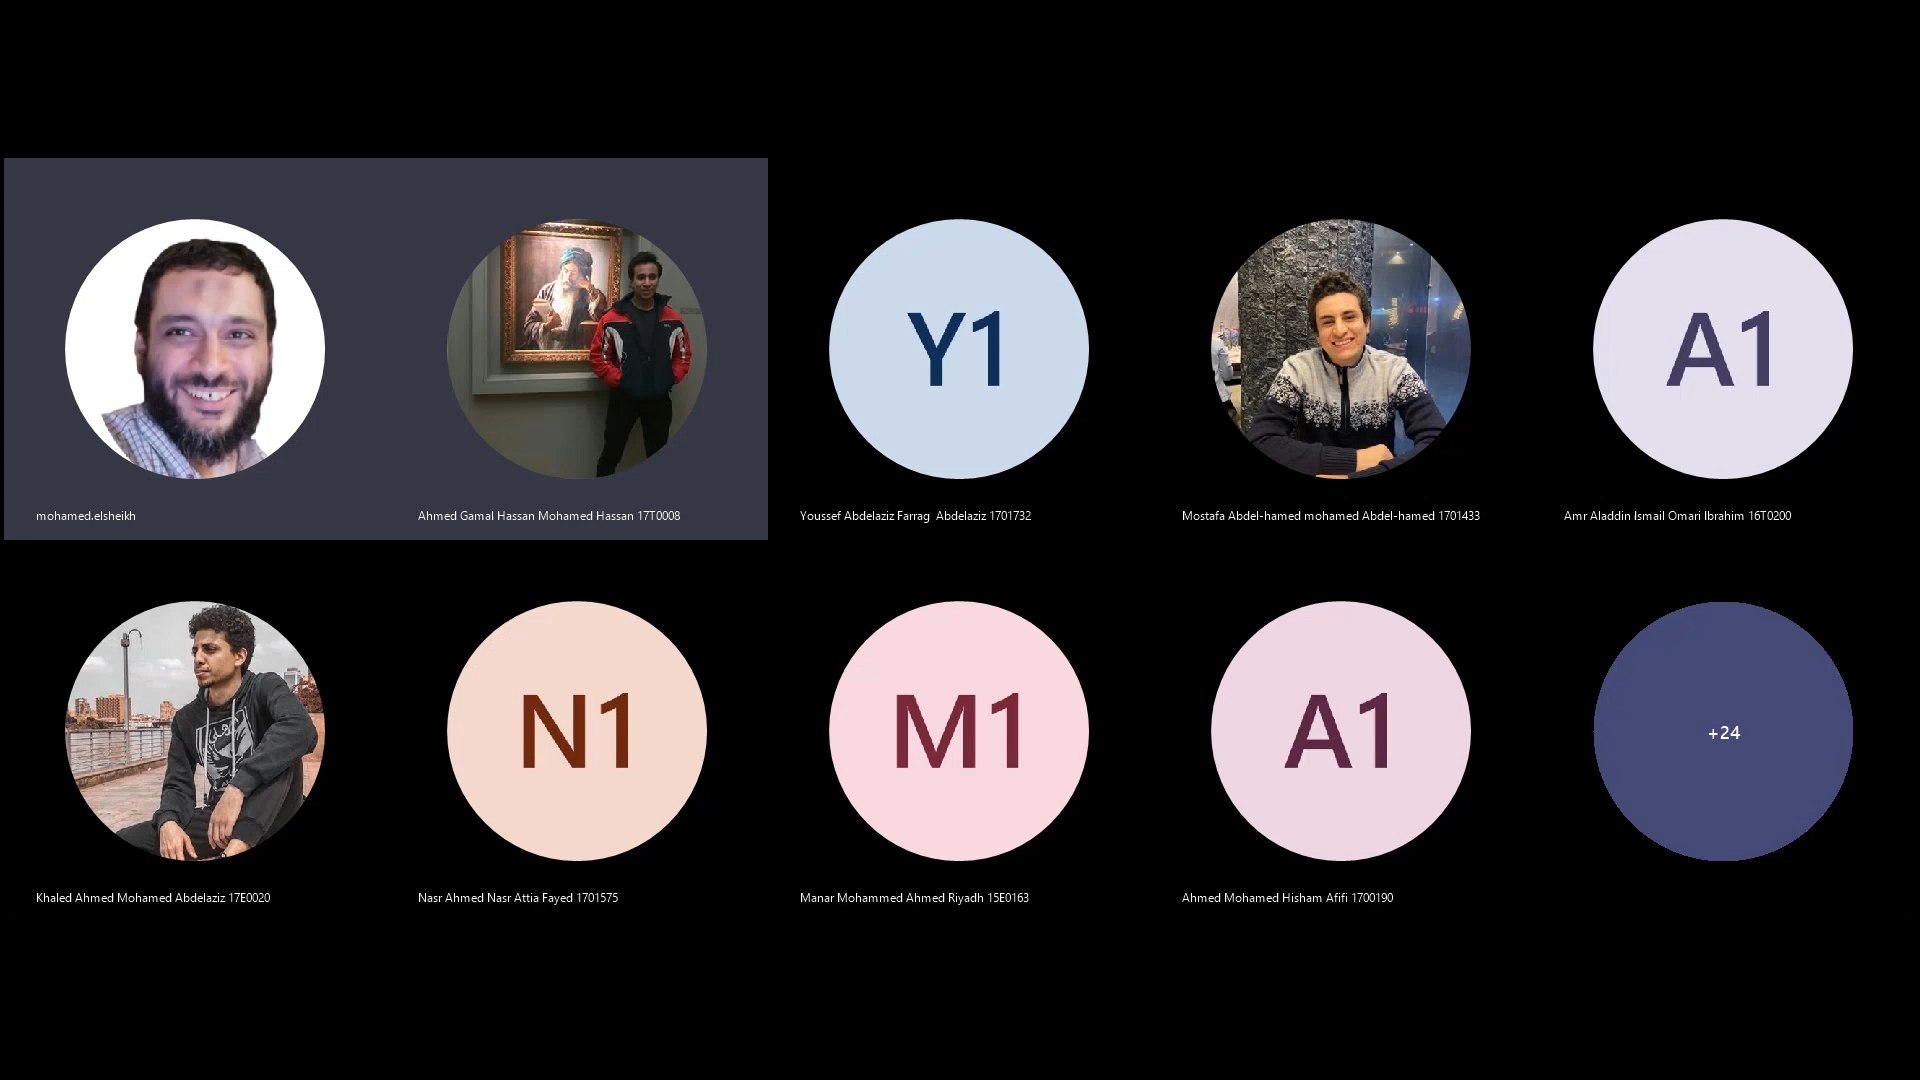 Y1
A1
mohamed.elsheikh
Ahmed Gamal Hassan Mohamed Hassan 17T0008
Youssef Abdelaziz Farrag  Abdelaziz 1701732
Mostafa Abdel-hamed mohamed Abdel-hamed 1701433
Amr Aladdin Ismail Omari Ibrahim 16T0200
N1
M1
A1
+24
Khaled Ahmed Mohamed Abdelaziz 17E0020
Nasr Ahmed Nasr Attia Fayed 1701575
Manar Mohammed Ahmed Riyadh 15E0163
Ahmed Mohamed Hisham Afifi 1700190